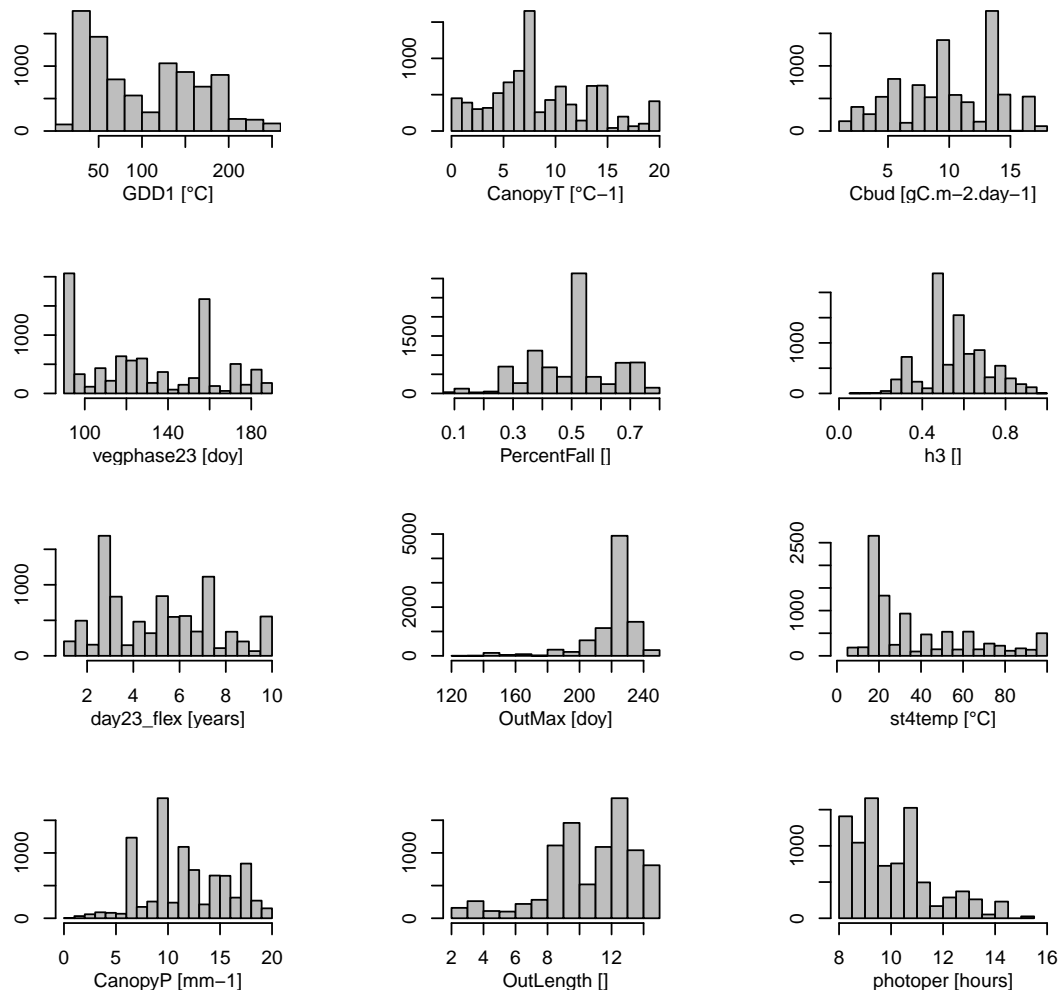 0 1000
50 100 200
GDD1 [°C]
0 1000
0 5 10 15 20
CanopyT [°C−1]
0 1000
5 10 15
Cbud [gC.m−2.day−1]
0 1000
100 140 180
vegphase23 [doy]
0 1500
0.1 0.3 0.5 0.7
PercentFall []
0 1000
0.0 0.4 0.8
h3 []
0 1000
2 4 6 8 10
day23_flex [years]
0 2000 5000
120 160 200 240
OutMax [doy]
0 1000 2500
0 20 40 60 80
st4temp [°C]
0 1000
0 5 10 15 20
CanopyP [mm−1]
0 1000
2 4 6 8 12
OutLength []
0 1000
8 10 12 14 16
photoper [hours]